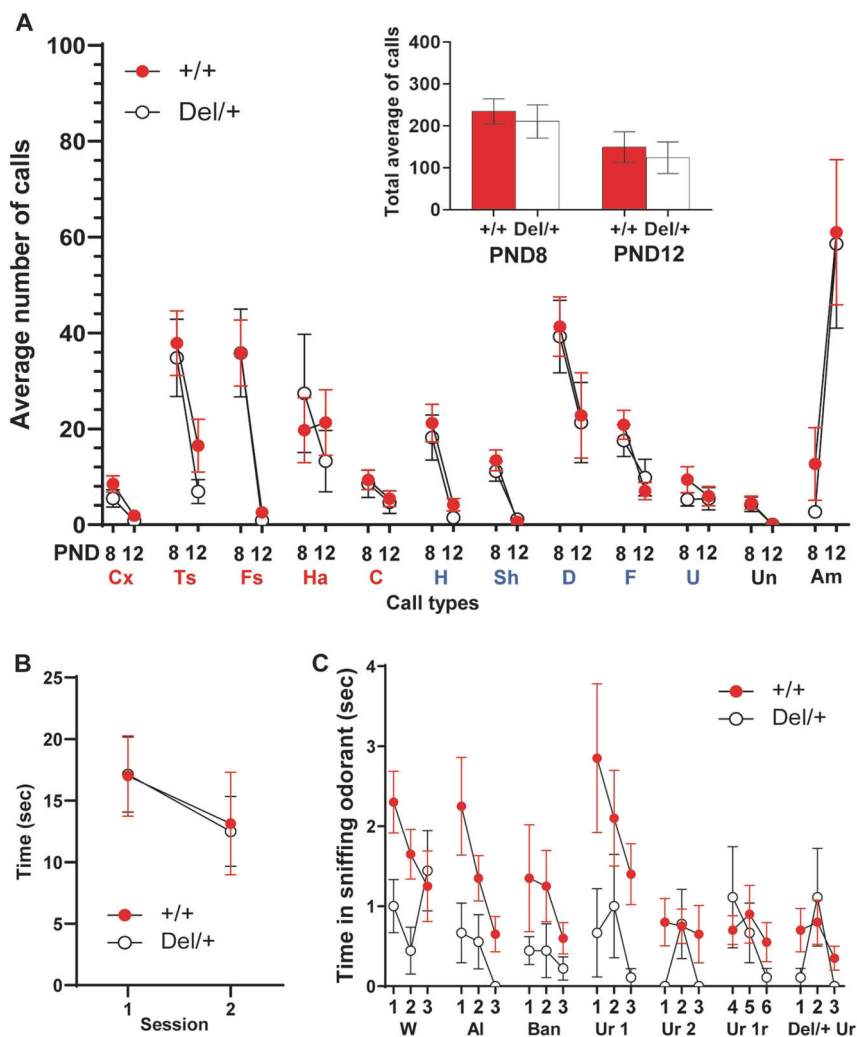 A
100
80
60
40
20
0
Average number of calls
+/+
Del/+
400
300
200
100
0
Total average of calls
+/+ Del/+ +/+ Del/+
PND8 PND12
PND 8 12 8 12 8 12 8 12 8 12 8 12 8 12 8 12 8 12 8 12 8 12 8 12
Cx Ts Fs Ha C H Sh D F U Un Am
Call types
B
25
20
15
10
5
0
Time (sec)
+/+
Del/+
1 2
Session
C
4
3
2
1
0
Time in sniffing odorant (sec)
+/+
Del/+
1 2 3 1 2 3 1 2 3 1 2 3 1 2 3 4 5 6 1 2 3
W Al Ban Ur 1 Ur 2 Ur 1r Del/+ Ur